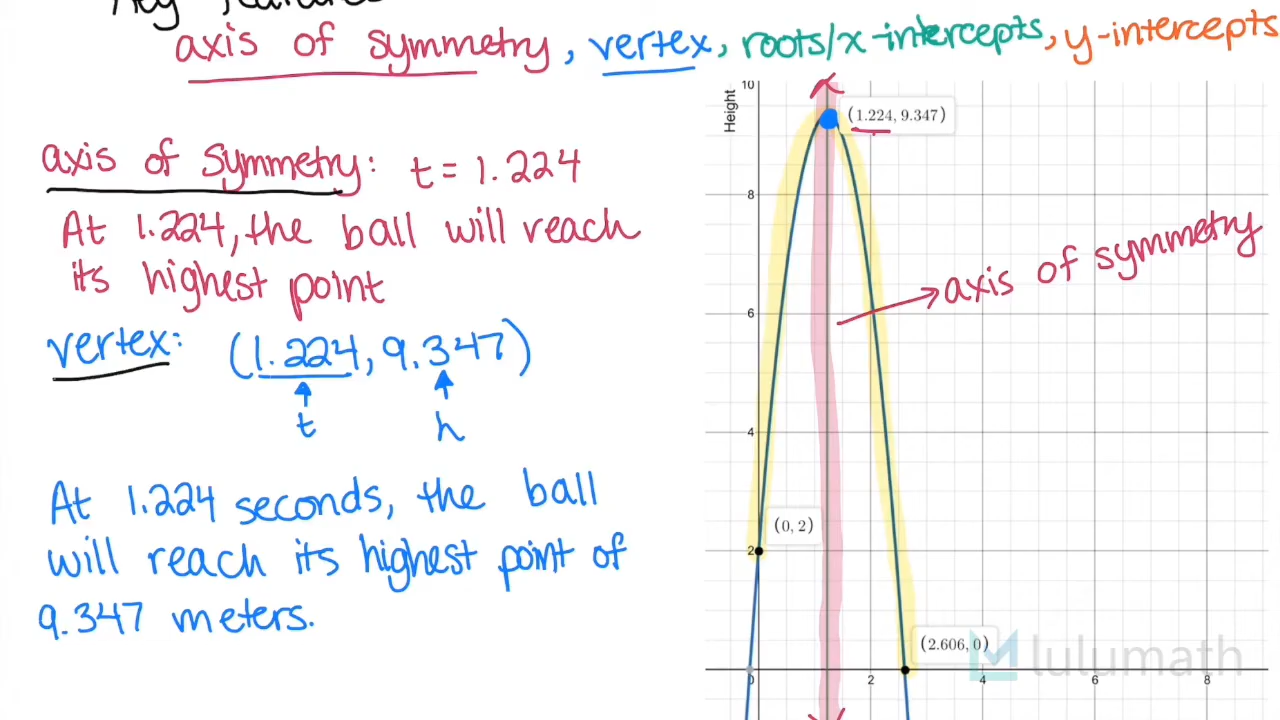 Key features
axis of symmetry, vertex, roots/x-intercepts, y-intercepts
axis of symmetry: t = 1.224
At 1.224, the ball will reach
its highest point
vertex: (1.224, 9.347)
t h
At 1.224 seconds, the ball
will reach its highest point of
9.347 meters.
Height
10
(1.224, 9.347)
8
axis of symmetry
6
4
(0, 2)
2
(2.606, 0)
lulumath
0 2 4 6 8